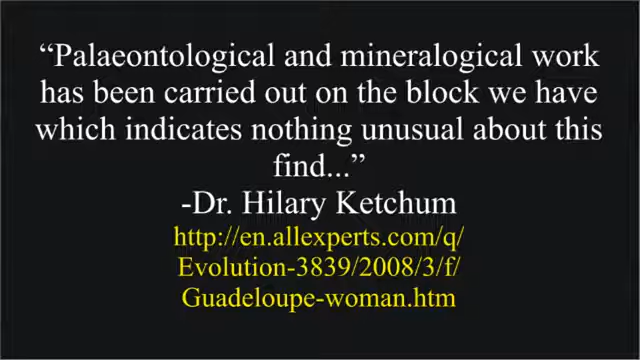 “Palaeontological and mineralogical work
has been carried out on the block we have
which indicates nothing unusual about this
find...”
-Dr. Hilary Ketchum
http://en.allexperts.com/q/
Evolution-3839/2008/3/f/
Guadeloupe-woman.htm